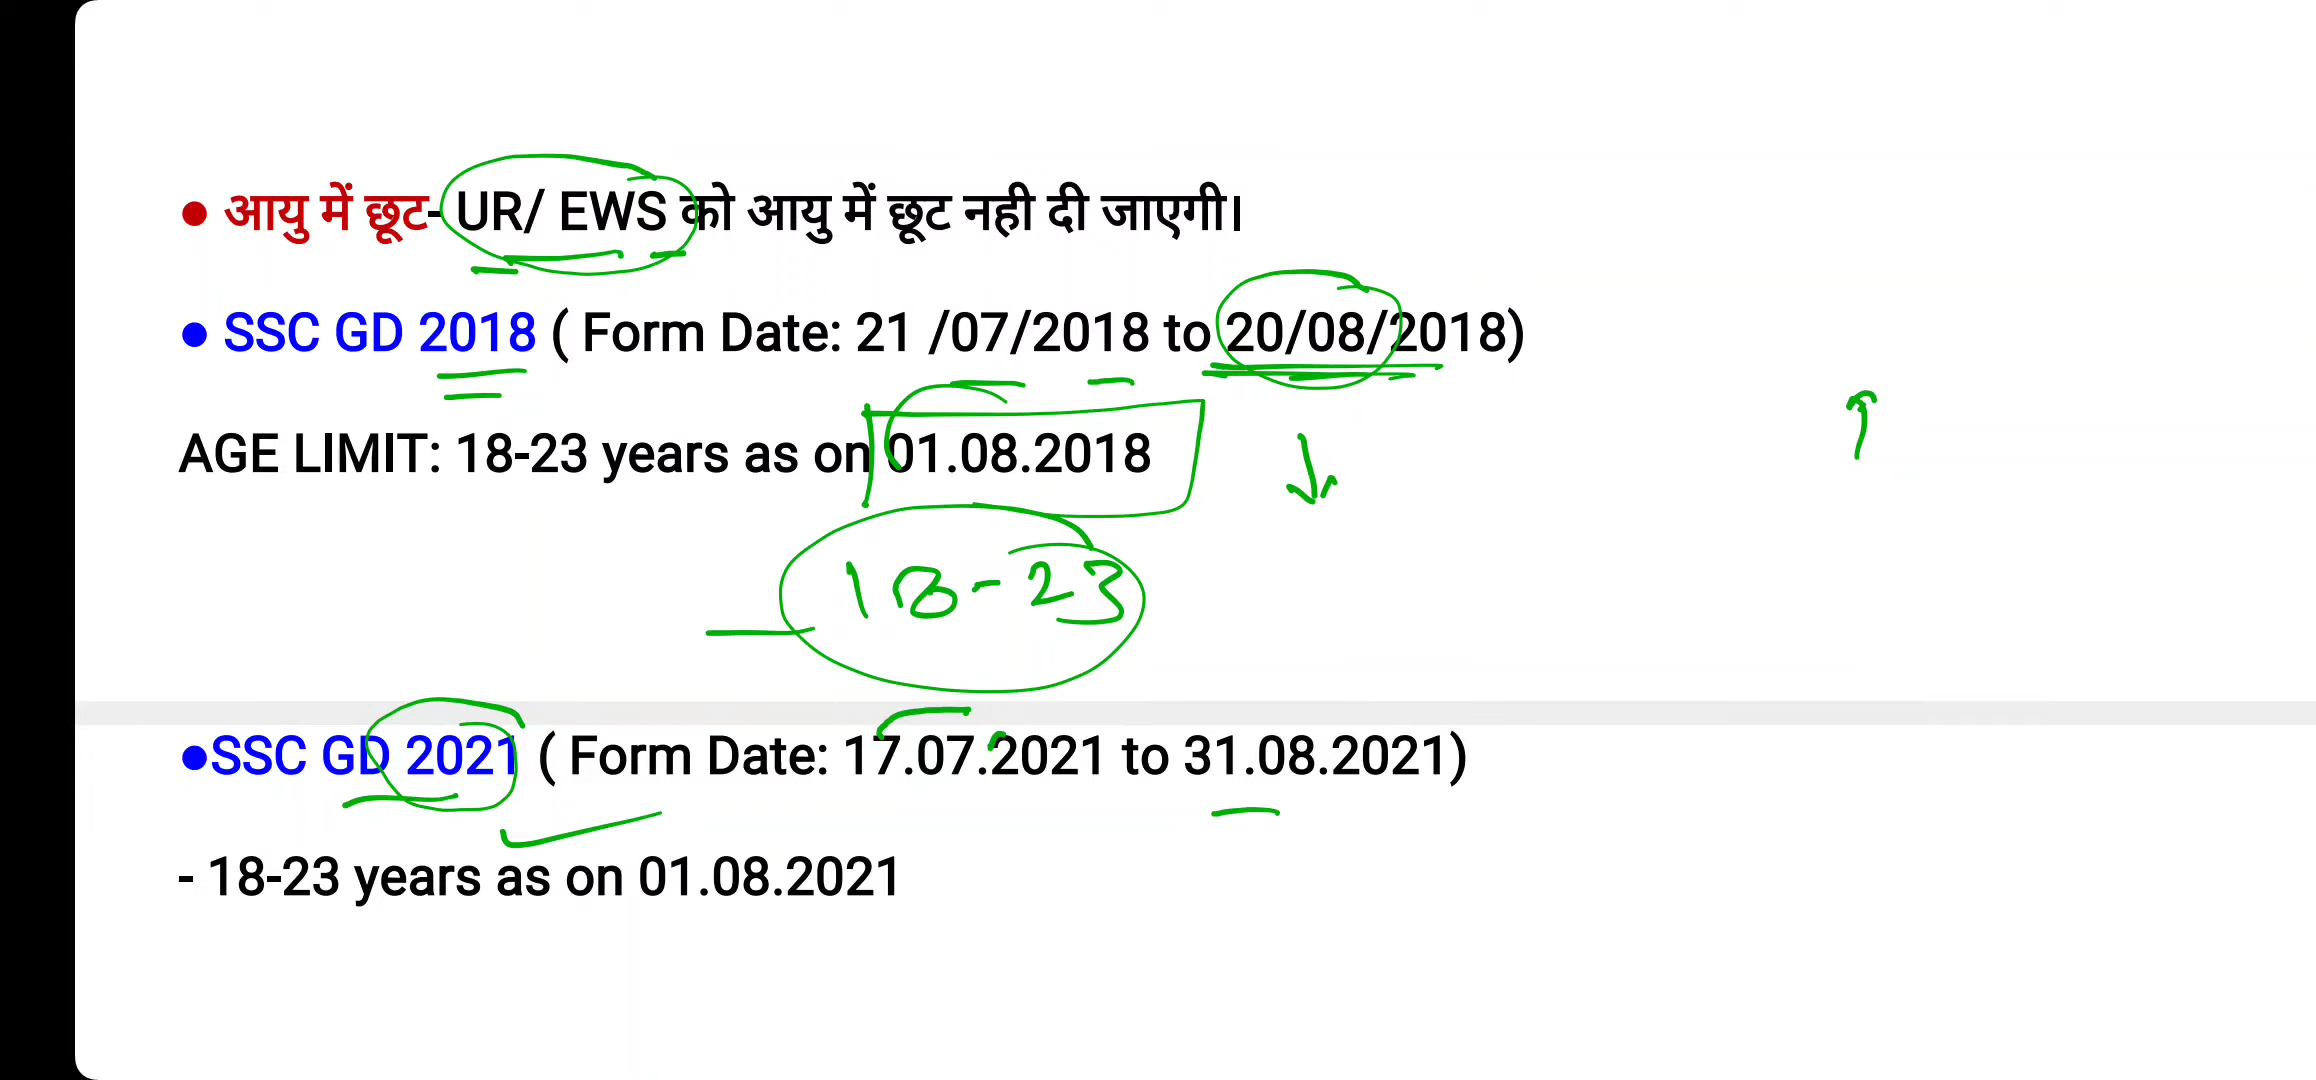 ● आयु में छूट- UR/ EWS को आयु में छूट नही दी जाएगी।
● SSC GD 2018 ( Form Date: 21 /07/2018 to 20/08/2018)
AGE LIMIT: 18-23 years as on 01.08.2018
18-23
●SSC GD 2021 ( Form Date: 17.07.2021 to 31.08.2021)
- 18-23 years as on 01.08.2021